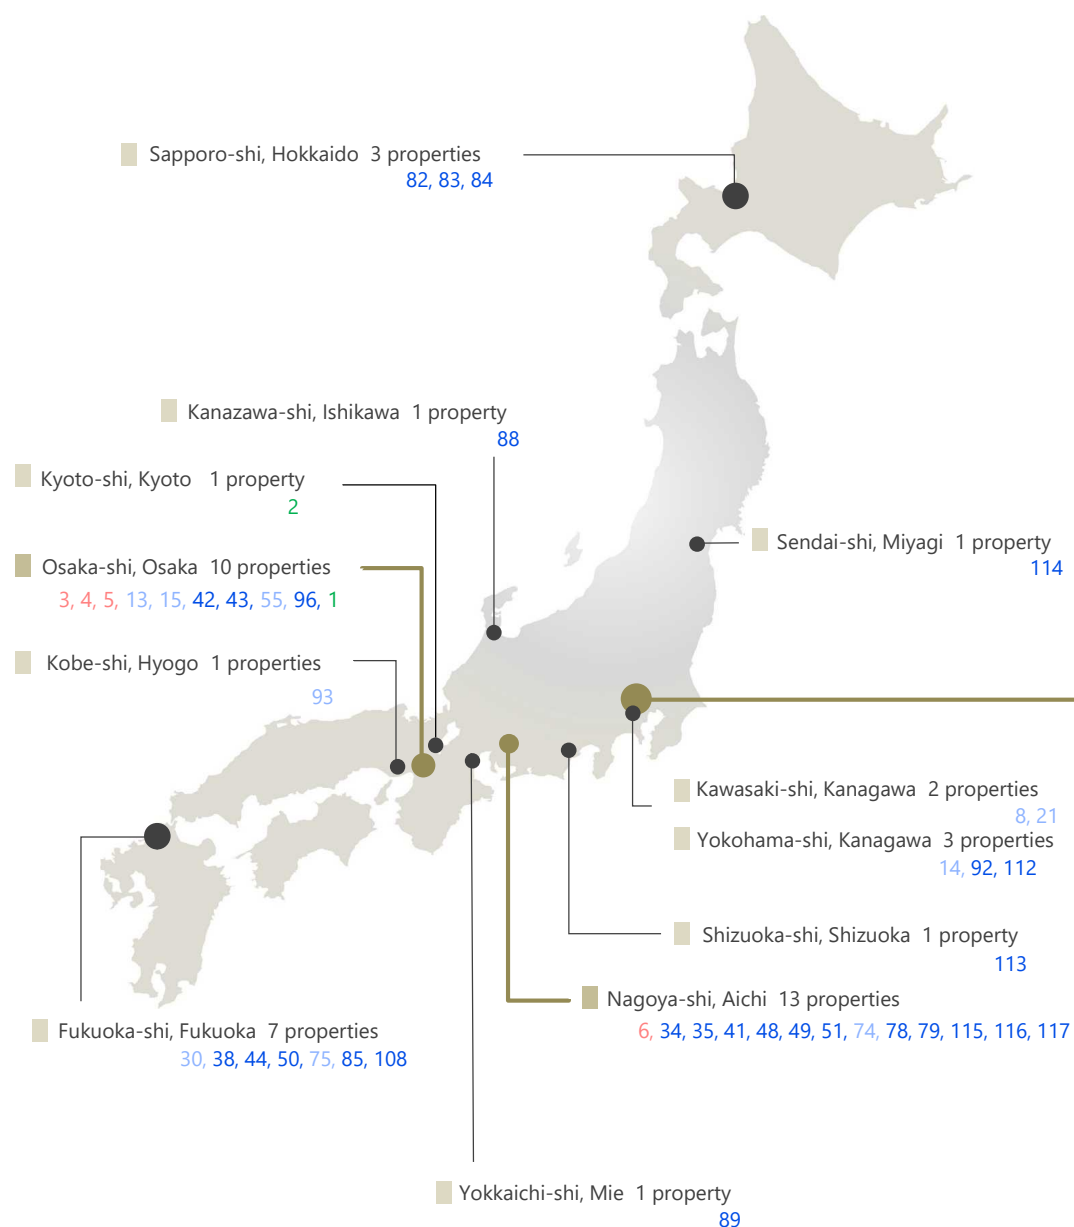 Sapporo-shi, Hokkaido 3 properties
82, 83, 84
Kanazawa-shi, Ishikawa 1 property
88
Kyoto-shi, Kyoto 1 property
2
Sendai-shi, Miyagi 1 property
114
Osaka-shi, Osaka 10 properties
3, 4, 5, 13, 15, 42, 43, 55, 96, 1
Kobe-shi, Hyogo 1 properties
93
Kawasaki-shi, Kanagawa 2 properties
8, 21
Yokohama-shi, Kanagawa 3 properties
14, 92, 112
Shizuoka-shi, Shizuoka 1 property
113
Nagoya-shi, Aichi 13 properties
6, 34, 35, 41, 48, 49, 51, 74, 78, 79, 115, 116, 117
Fukuoka-shi, Fukuoka 7 properties
30, 38, 44, 50, 75, 85, 108
Yokkaichi-shi, Mie 1 property
89